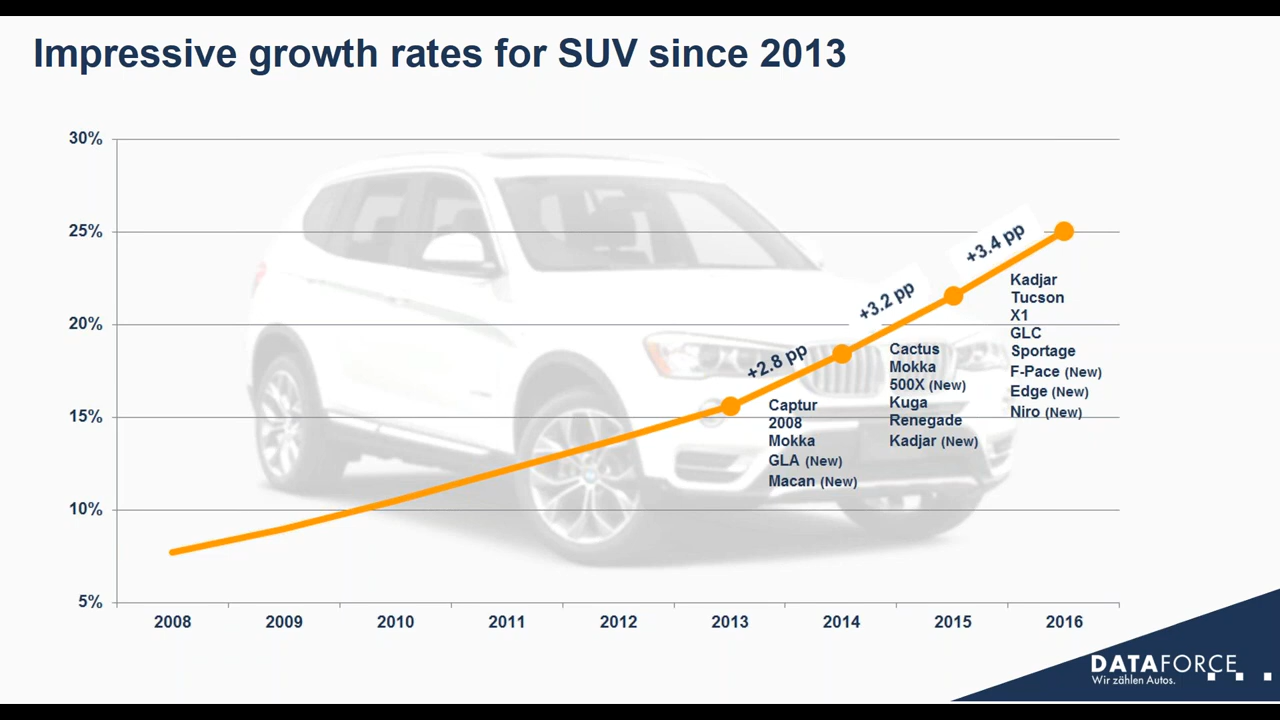 Impressive growth rates for SUV since 2013
30%
25%
20%
15%
10%
5%
+2.8 pp
+3.2 pp
+3.4 pp
Captur
2008
Mokka
GLA (New)
Macan (New)
Cactus
Mokka
500X (New)
Kuga
Renegade
Kadjar (New)
Kadjar
Tucson
X1
GLC
Sportage
F-Pace (New)
Edge (New)
Niro (New)
2008 2009 2010 2011 2012 2013 2014 2015 2016
DATAFORCE
Wir zählen Autos.